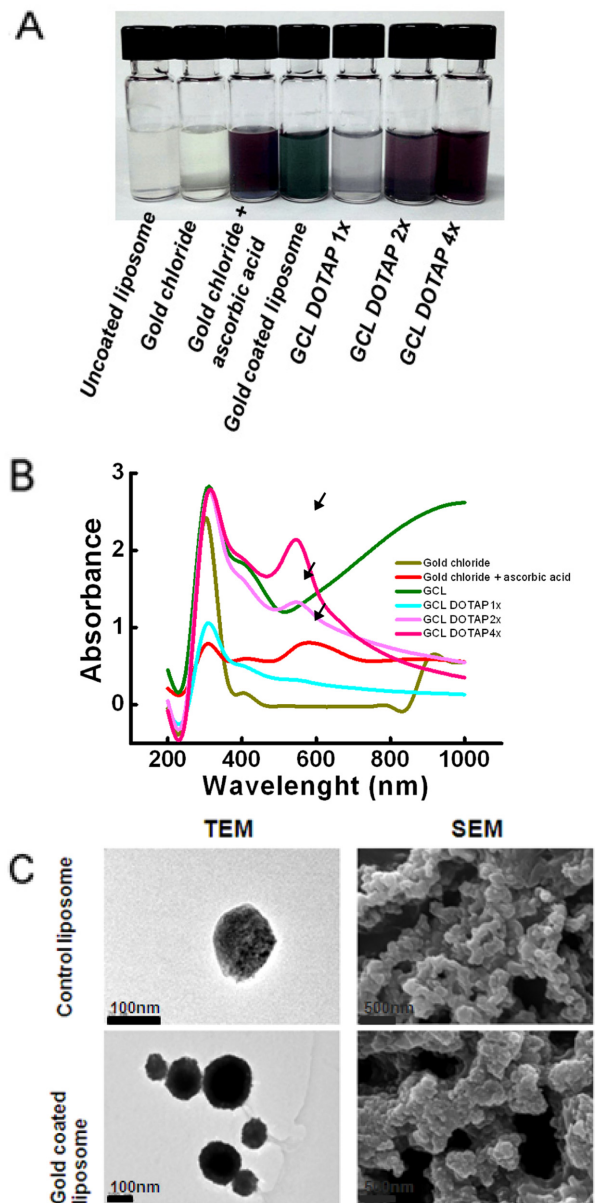 A
Uncoated liposome
Gold chloride
Gold chloride +
ascorbic acid
Gold coated liposome
GCL DOTAP 1x
GCL DOTAP 2x
GCL DOTAP 4x
B
Absorbance
3
2
1
0
200
400
600
800
1000
Wavelenght (nm)
Gold chloride
Gold chloride + ascorbic acid
GCL
GCL DOTAP1x
GCL DOTAP2x
GCL DOTAP4x
C
TEM
SEM
Control liposome
100nm
500nm
Gold coated
liposome
100nm
500nm